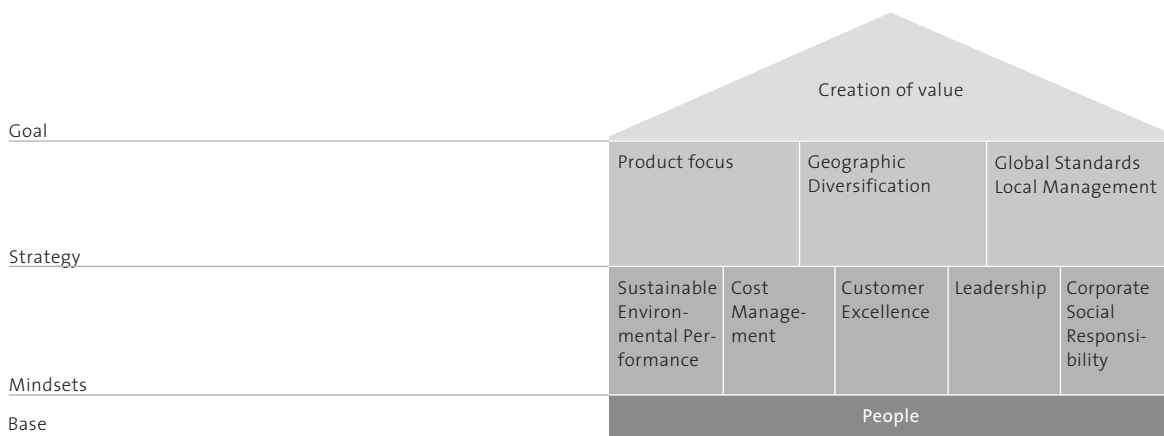 Creation of value
Goal
Product focus
Geographic
Diversification
Global Standards
Local Management
Strategy
Sustainable
Environ-
mental Per-
formance
Cost
Manage-
ment
Customer
Excellence
Leadership
Corporate
Social
Responsi-
bility
Mindsets
Base
People